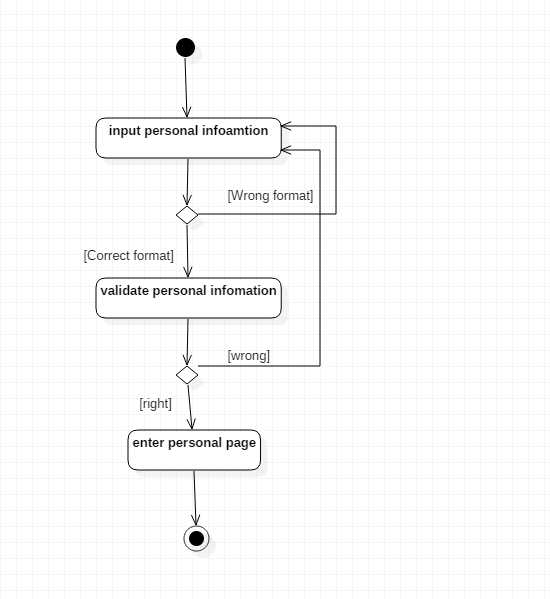 input personal infoamtion
[Wrong format]
[Correct format]
validate personal infomation
[wrong]
[right]
enter personal page